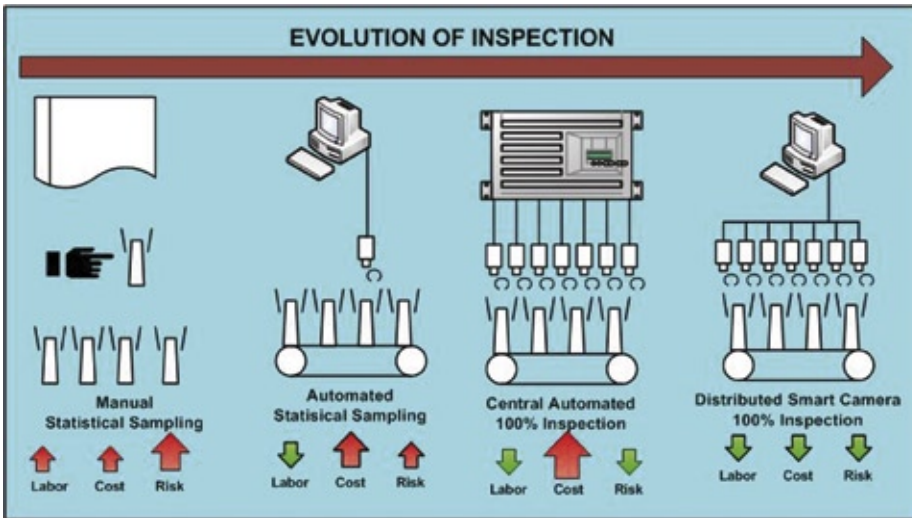 EVOLUTION OF INSPECTION
Manual
Statistical Sampling
Labor Cost Risk
Automated
Statisical Sampling
Labor Cost Risk
Central Automated
100% Inspection
Labor Cost Risk
Distributed Smart Camera
100% Inspection
Labor Cost Risk